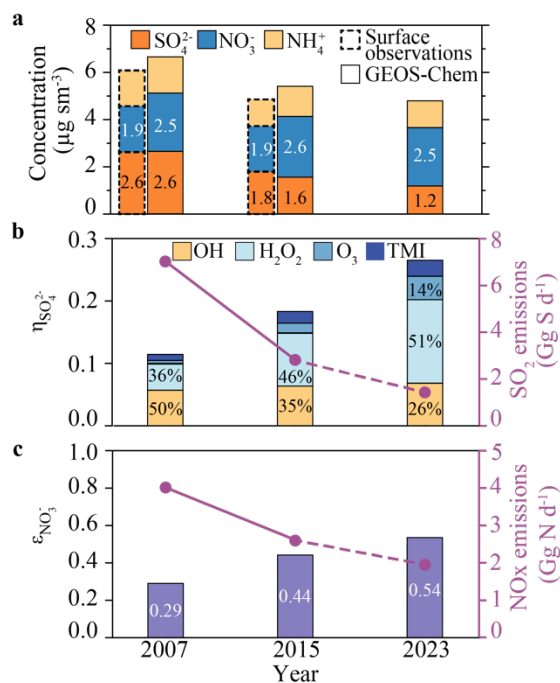 a
SO₄²⁻ NO₃⁻ NH₄⁺ Surface observations
GEOS-Chem
Concentration
(µg sm⁻³)
8
6
4
2
0
1.9 2.5 1.9 2.6 2.5
2.6 2.6 1.8 1.6 1.2
b
OH H₂O₂ O₃ TMI
η SO₄²⁻
0.3
0.2
0.1
0.0
14%
36% 46% 51%
50% 35% 26%
8
7
6
4
2
0
SO₂ emissions
(Gg S d⁻¹)
c
ε NO₃⁻
1.0
0.8
0.6
0.4
0.2
0.0
0.29 0.44 0.54
5
4
3
2
1
0
NOx emissions
(Gg N d⁻¹)
2007 2015 2023
Year